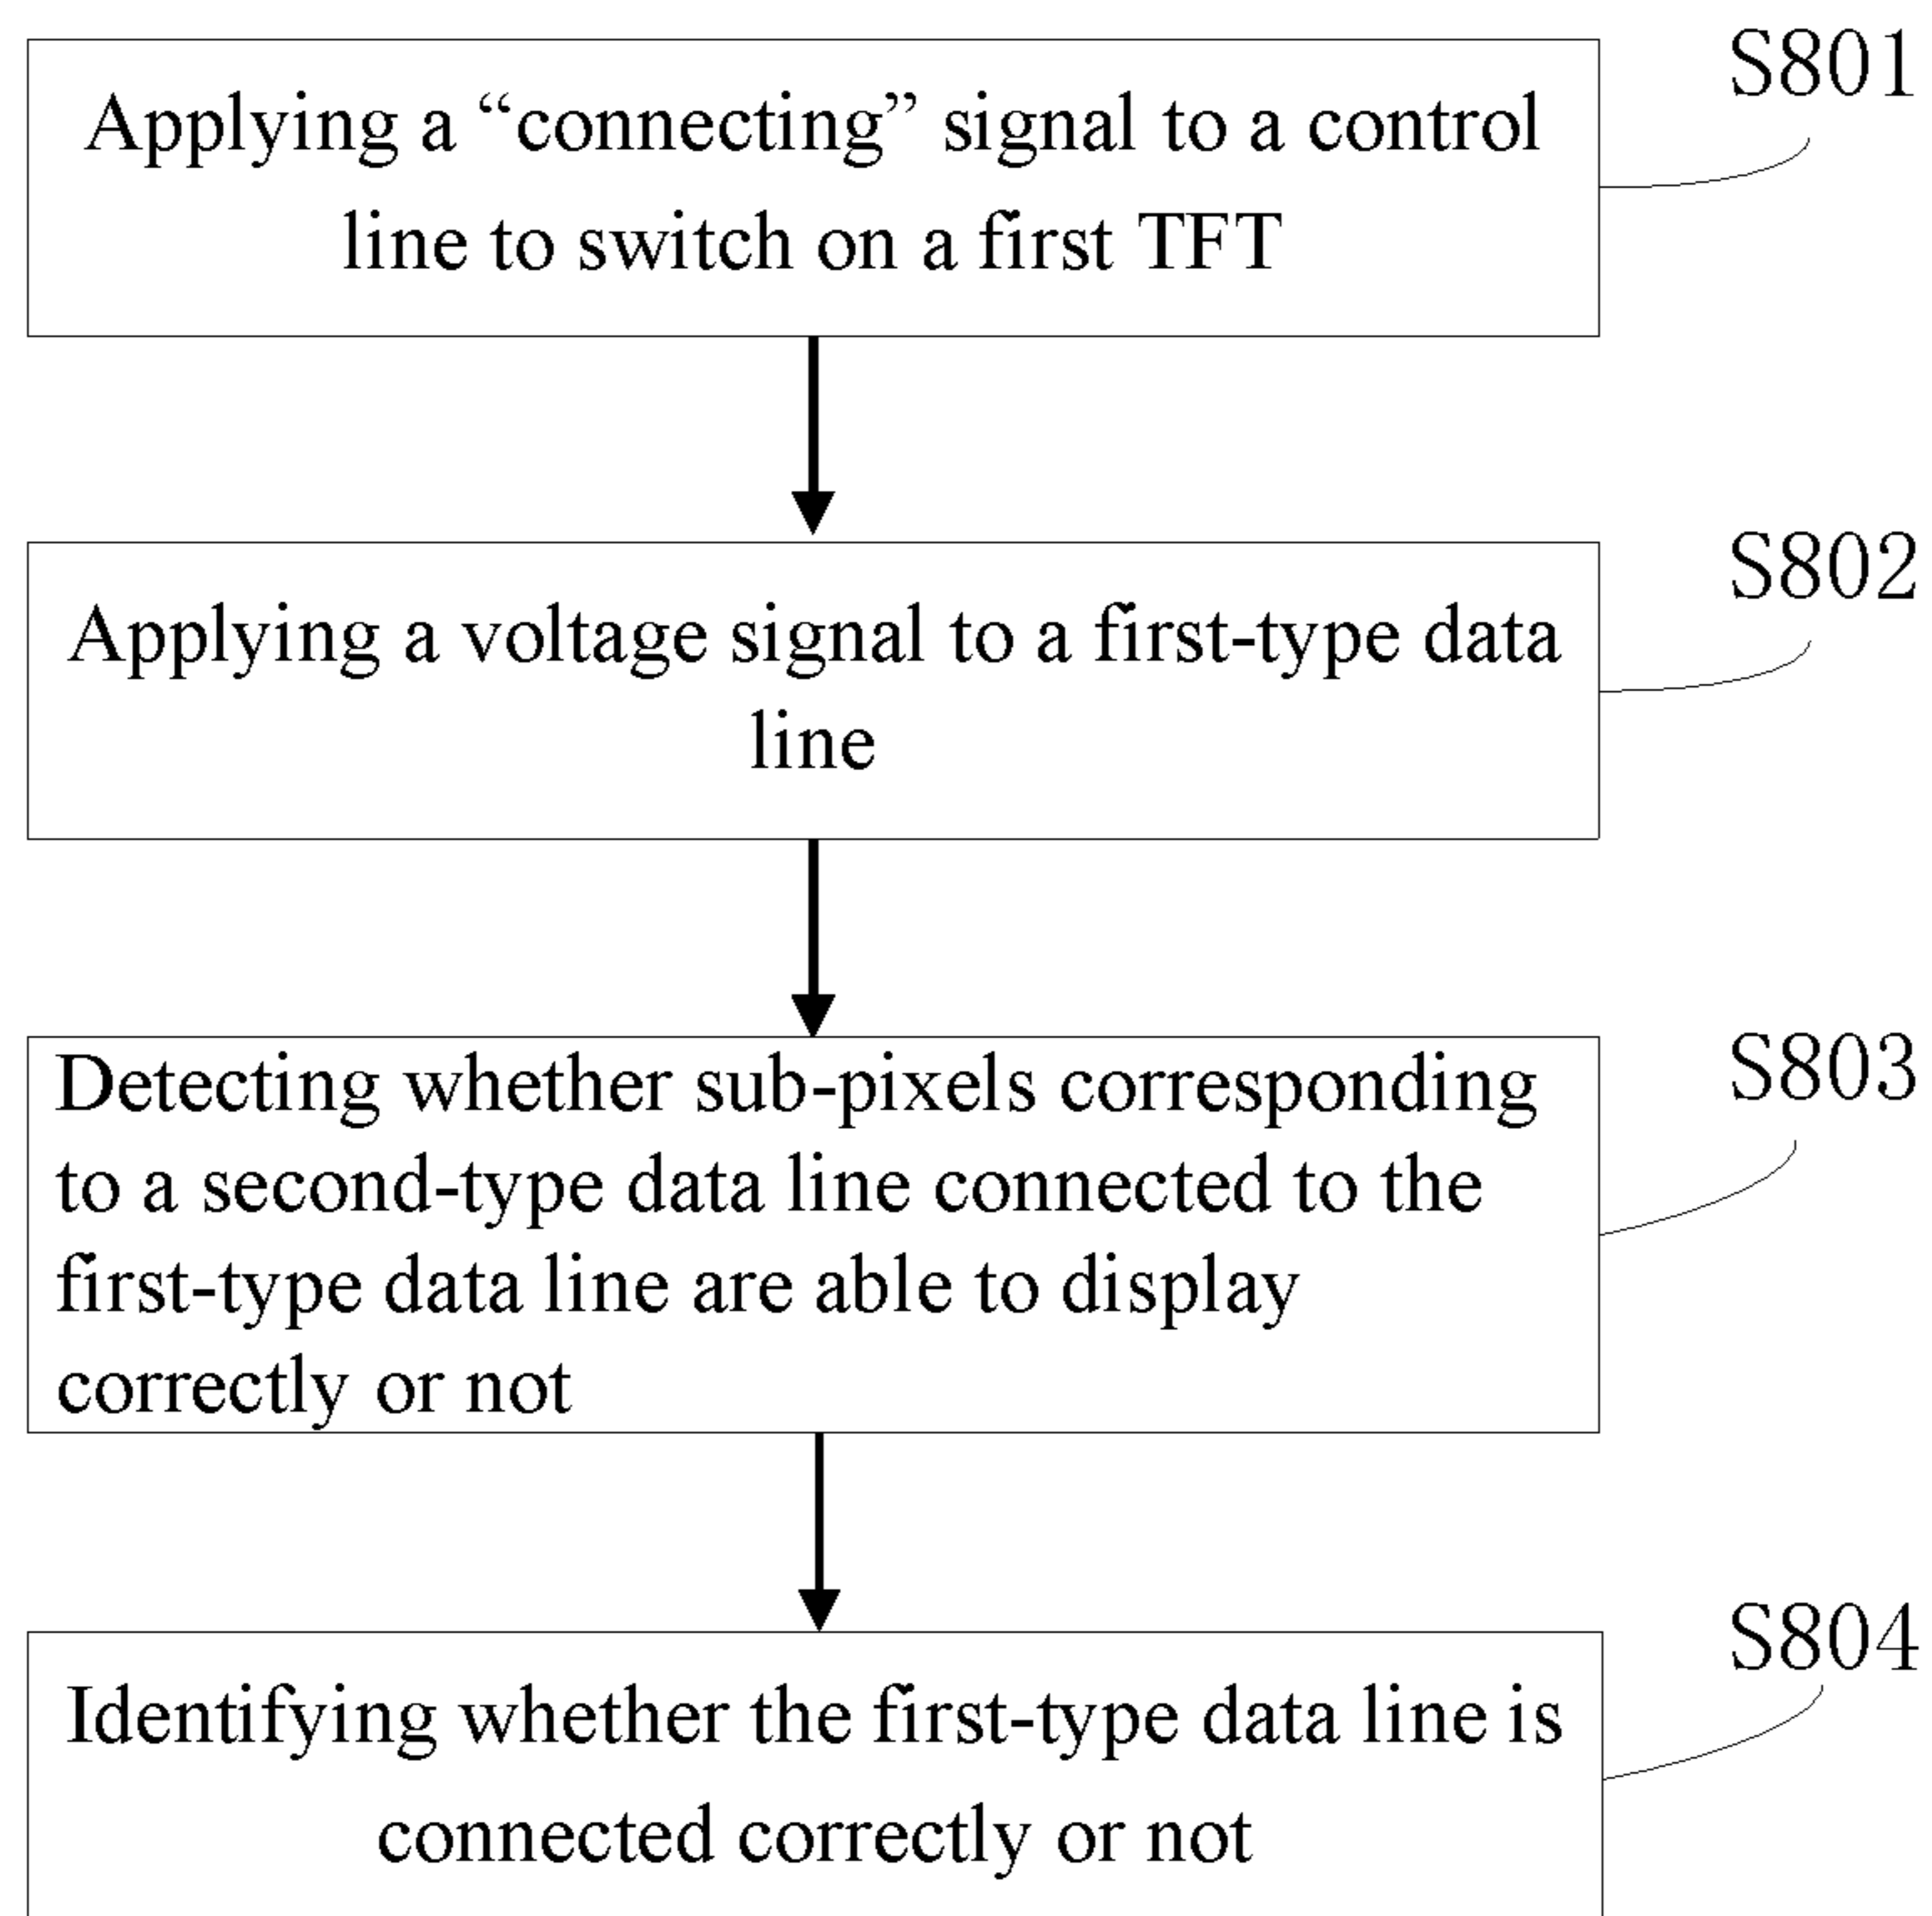 S801
Applying a “connecting” signal to a control
line to switch on a first TFT
S802
Applying a voltage signal to a first-type data
line
S803
Detecting whether sub-pixels corresponding
to a second-type data line connected to the
first-type data line are able to display
correctly or not
S804
Identifying whether the first-type data line is
connected correctly or not